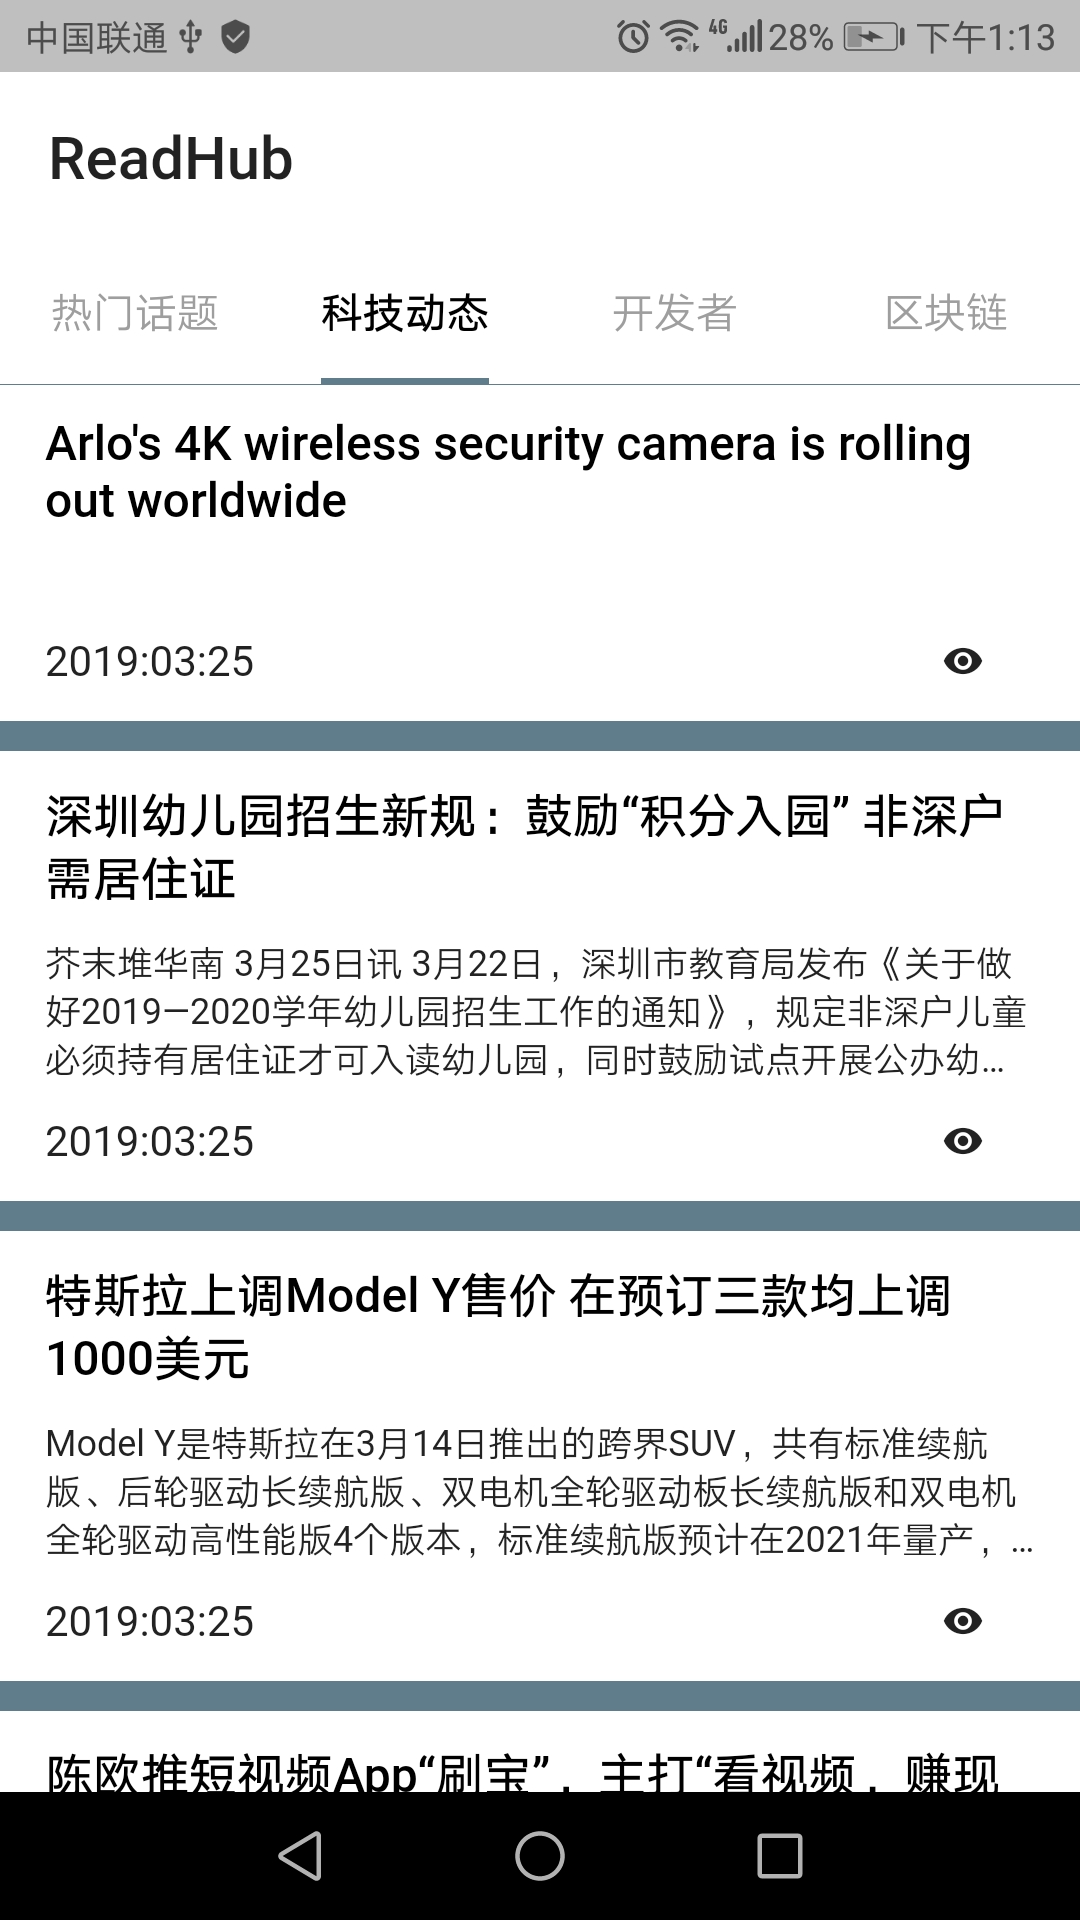 中国联通 4G 28% 下午1:13
ReadHub
热门话题 科技动态 开发者 区块链
Arlo's 4K wireless security camera is rolling
out worldwide
2019:03:25
深圳幼儿园招生新规：鼓励“积分入园” 非深户
需居住证
芥末堆华南 3月25日讯 3月22日，深圳市教育局发布《关于做
好2019—2020学年幼儿园招生工作的通知》，规定非深户儿童
必须持有居住证才可入读幼儿园，同时鼓励试点开展公办幼...
2019:03:25
特斯拉上调Model Y售价 在预订三款均上调
1000美元
Model Y是特斯拉在3月14日推出的跨界SUV，共有标准续航
版、后轮驱动长续航版、双电机全轮驱动板长续航版和双电机
全轮驱动高性能版4个版本，标准续航版预计在2021年量产，...
2019:03:25
陈欧推短视频App“刷宝”，主打“看视频，赚现